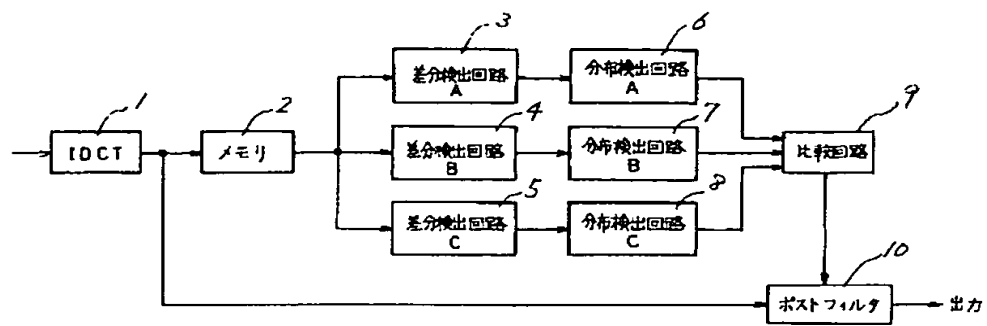 1
IDCT
2
メモリ
3
差分検出回路
A
4
差分検出回路
B
5
差分検出回路
C
6
分布検出回路
A
7
分布検出回路
B
8
分布検出回路
C
9
比較回路
10
ポストフィルタ
出力